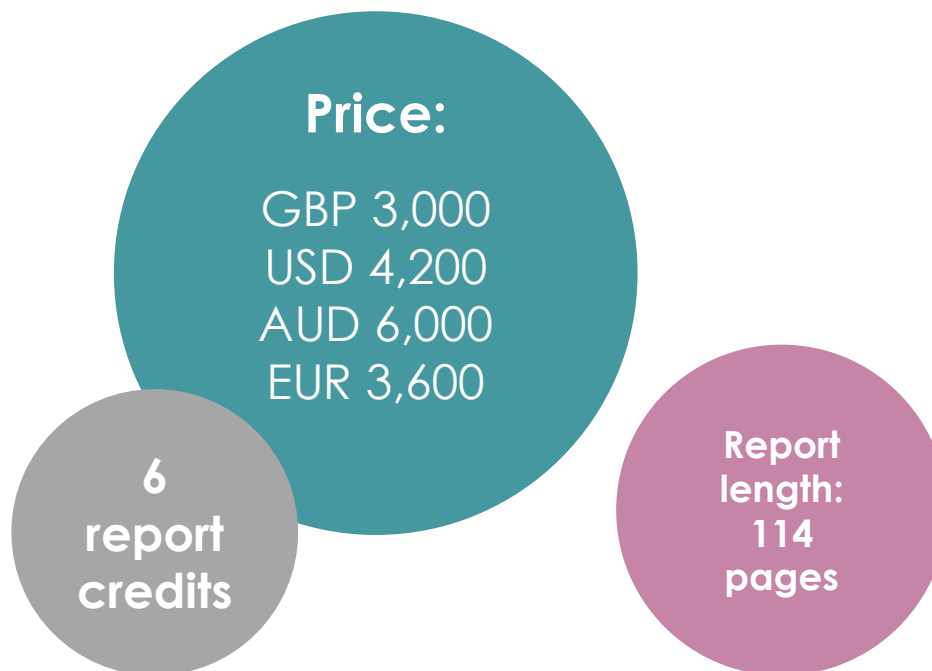 Price:
GBP 3,000
USD 4,200
AUD 6,000
EUR 3,600
6
report
credits
Report
length:
114
pages